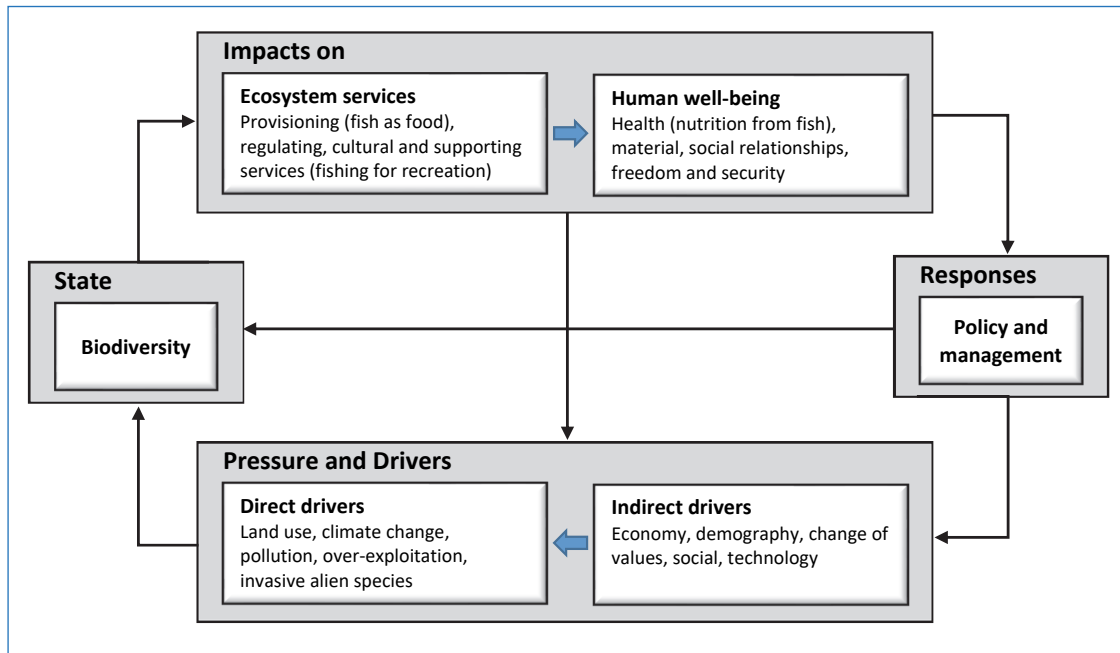 Impacts on
Ecosystem services
Provisioning (fish as food),
regulating, cultural and supporting
services (fishing for recreation)
Human well-being
Health (nutrition from fish),
material, social relationships,
freedom and security
State
Biodiversity
Responses
Policy and
management
Pressure and Drivers
Direct drivers
Land use, climate change,
pollution, over-exploitation,
invasive alien species
Indirect drivers
Economy, demography, change of
values, social, technology